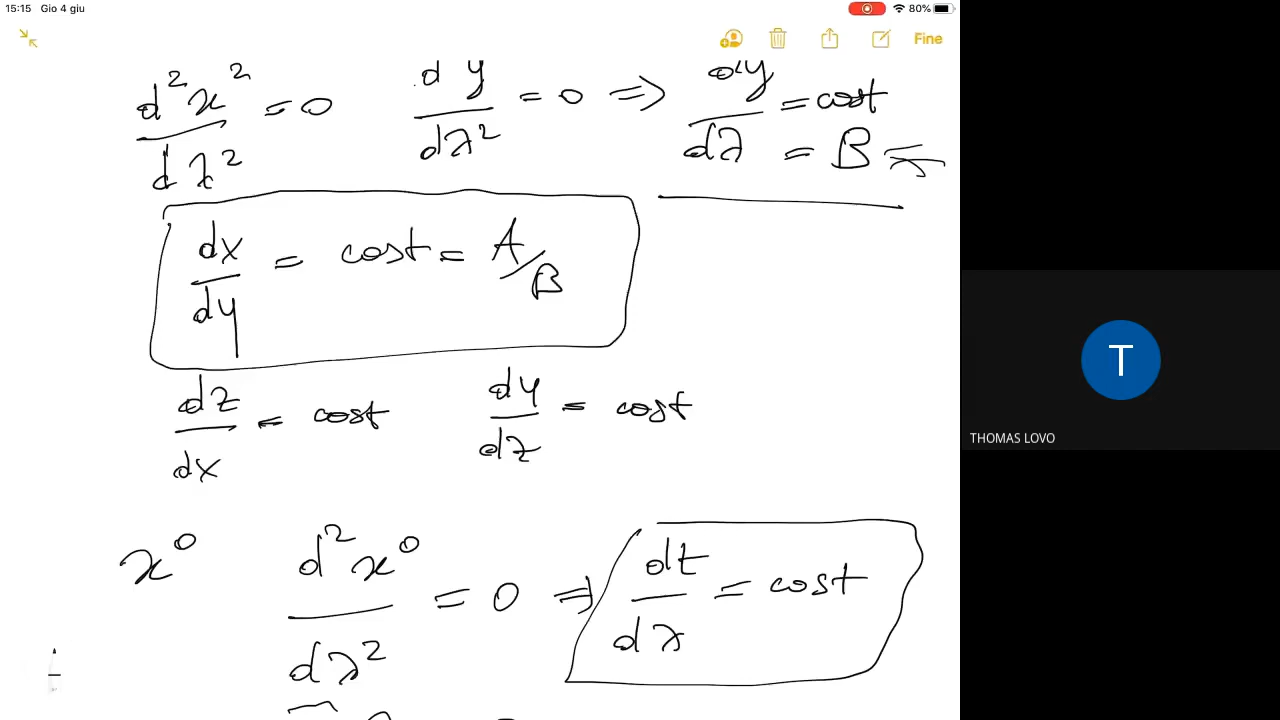 15:15 Gio 4 giu 80%
Fine
d²x²/dλ² = 0 d y/dλ² = 0 ⇒ dy/dλ = cost
= B
dx/dy = cost = A/B
dz/dx = cost dy/dz = cost
x⁰ d²x⁰/dλ² = 0 ⇒ dt/dλ = cost
T
THOMAS LOVO